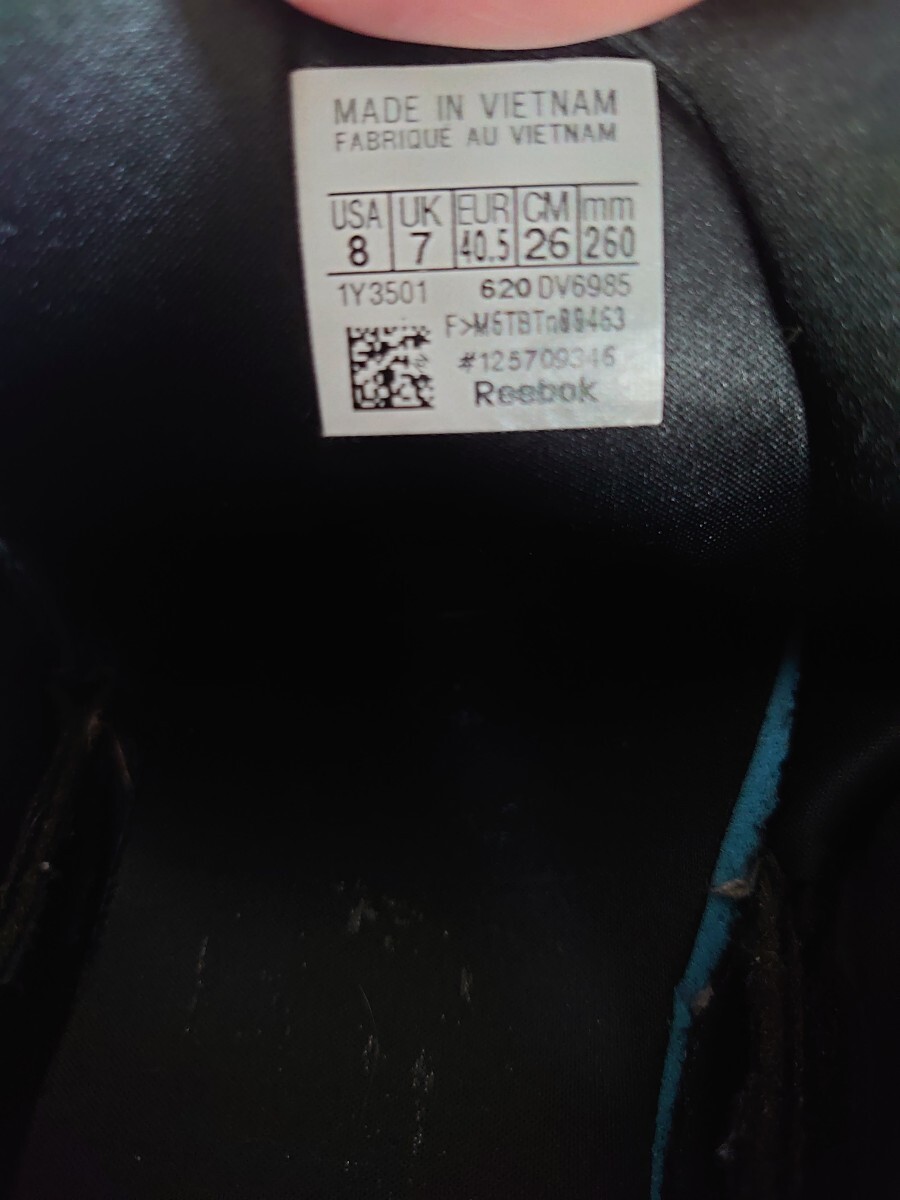 MADE IN VIETNAM
FABRIQUE AU VIETNAM
USA UK EUR CM mm
8 7 40.5 26 260
1Y3501 620 DV6985
#125709346
Reebok